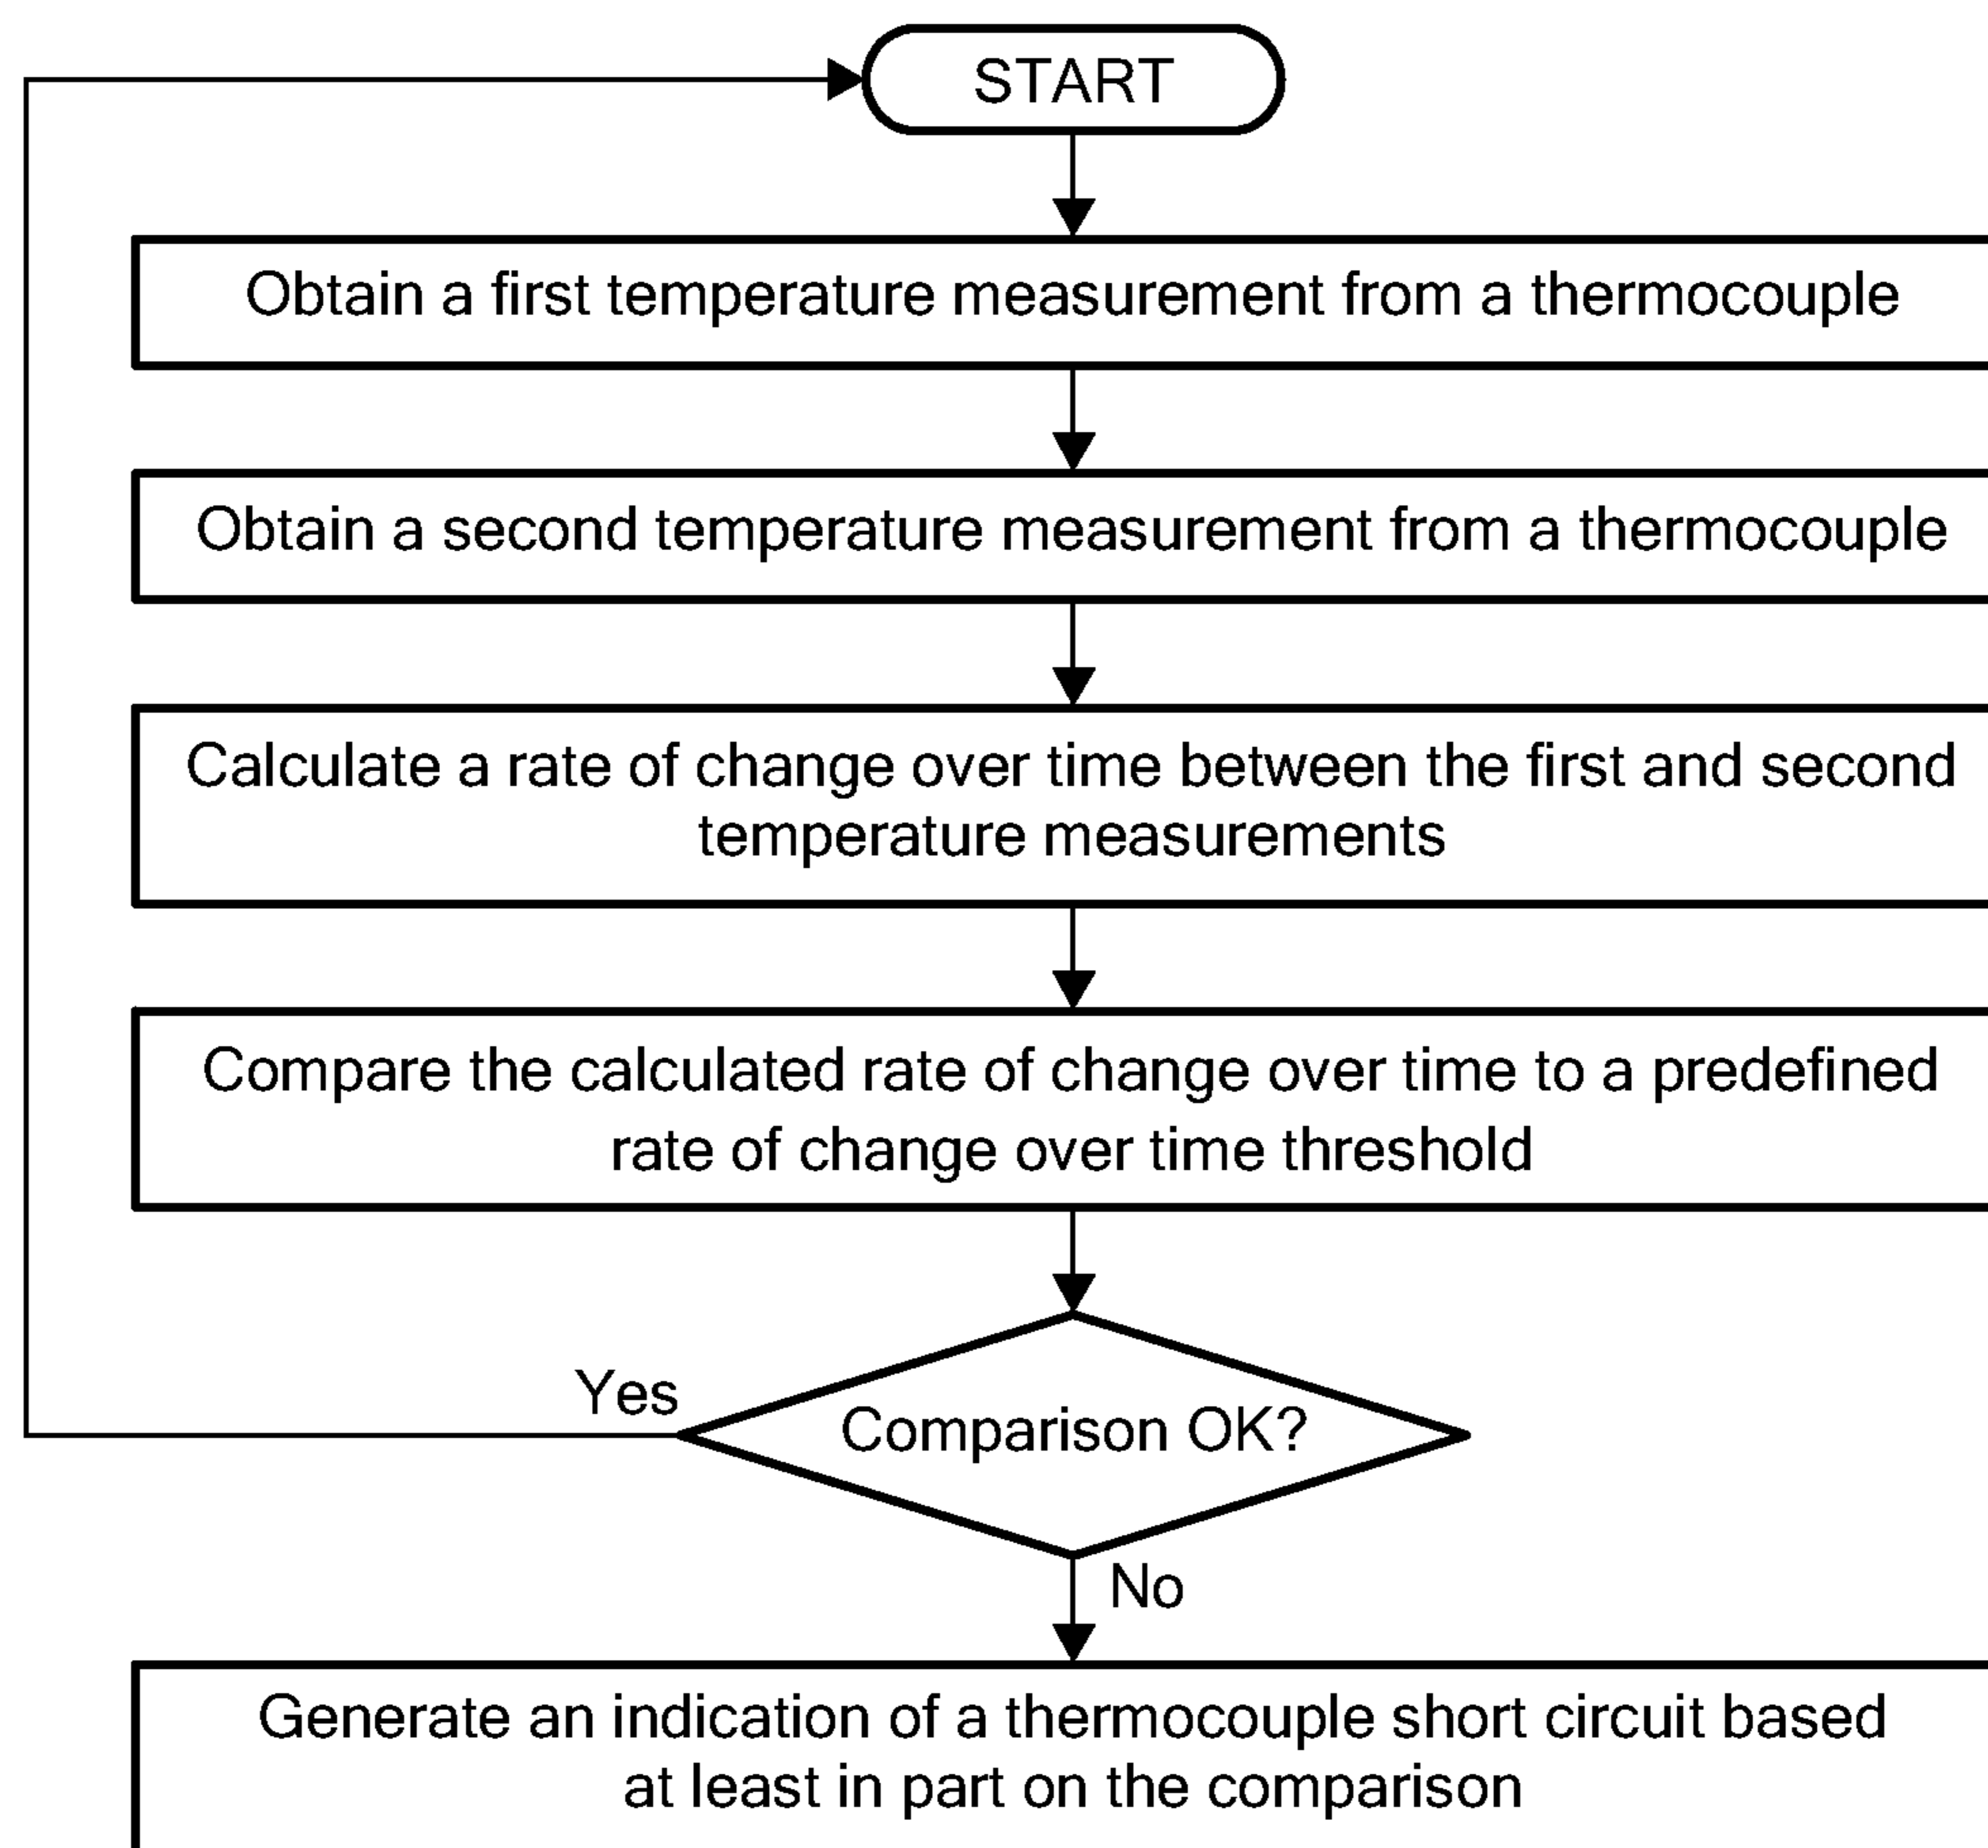 START
Obtain a first temperature measurement from a thermocouple
Obtain a second temperature measurement from a thermocouple
Calculate a rate of change over time between the first and second
temperature measurements
Compare the calculated rate of change over time to a predefined
rate of change over time threshold
Yes
Comparison OK?
No
Generate an indication of a thermocouple short circuit based
at least in part on the comparison